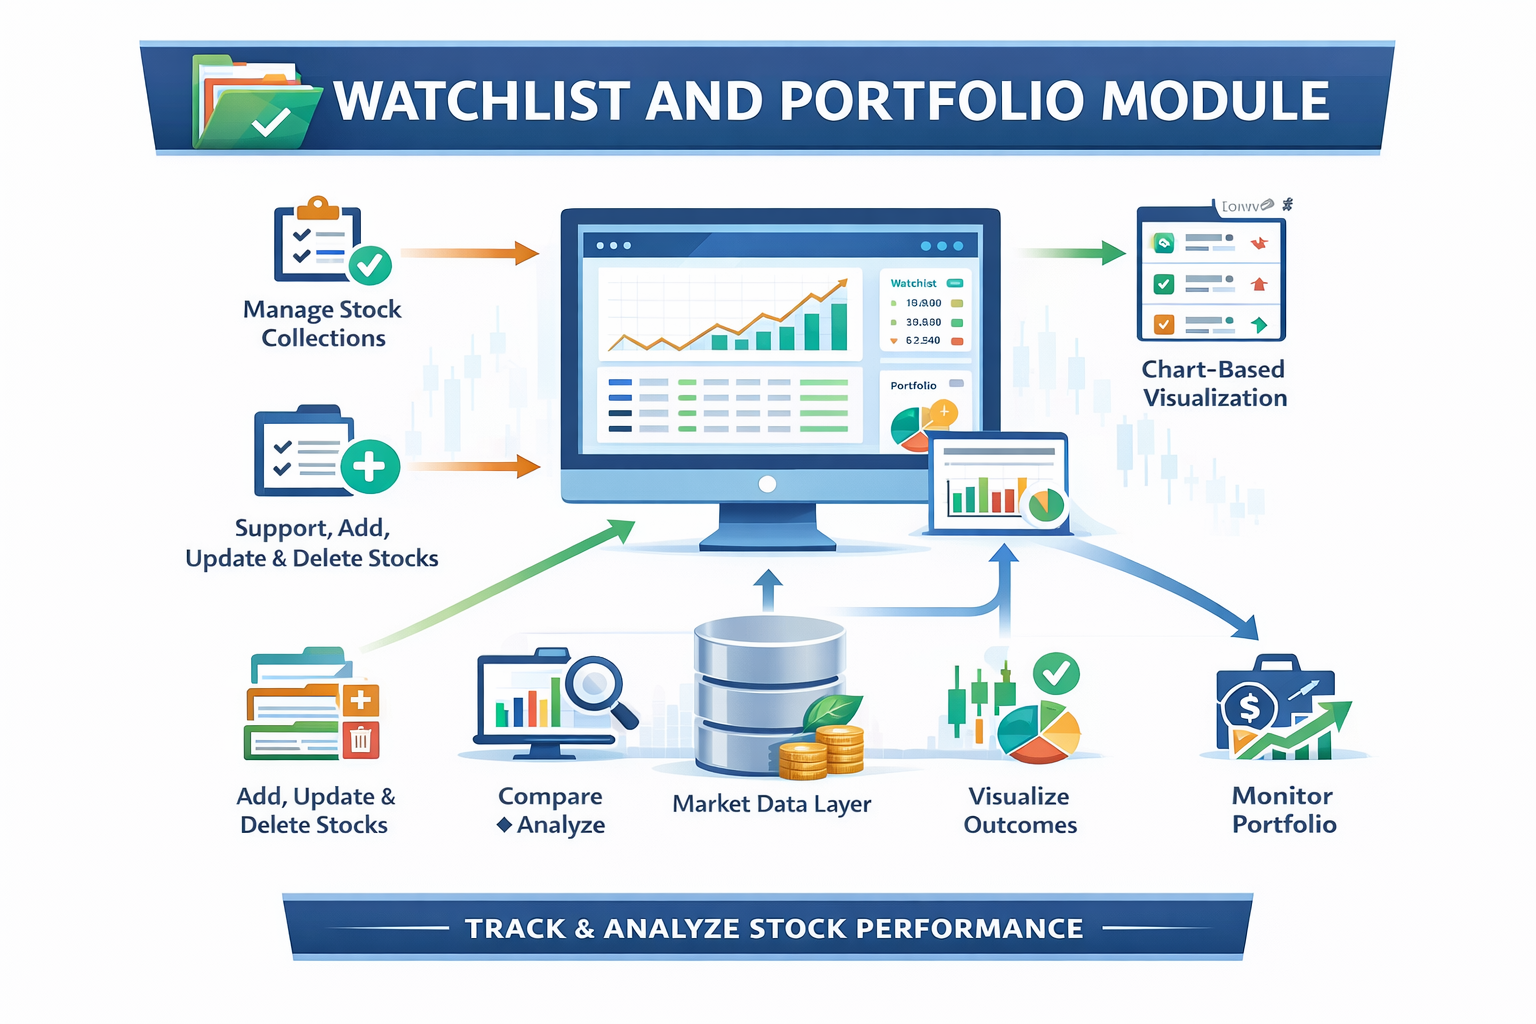 WATCHLIST AND PORTFOLIO MODULE
Manage Stock
Collections
Support, Add,
Update & Delete Stocks
Watchlist
Portfolio
Chart-Based
Visualization
Add, Update &
Delete Stocks
Compare
◆ Analyze
Market Data Layer
Visualize
Outcomes
Monitor
Portfolio
TRACK & ANALYZE STOCK PERFORMANCE